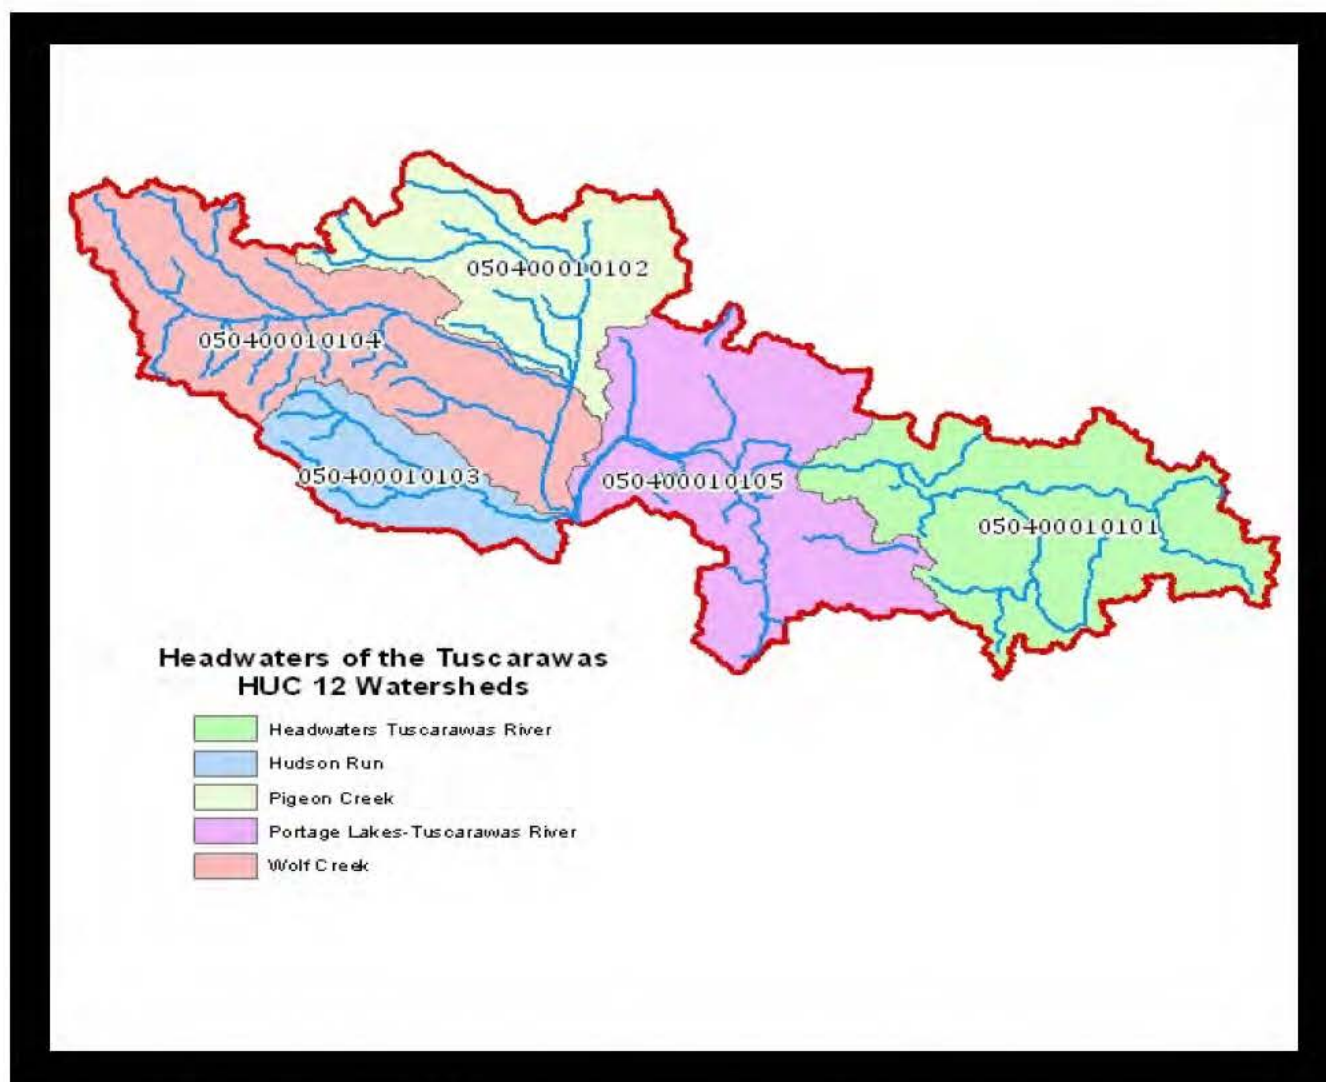 050400010102
050400010104
050400010103
050400010105
050400010101
Headwaters of the Tuscarawas
HUC 12 Watersheds
Headwaters Tuscarawas River
Hudson Run
Pigeon Creek
Portage Lakes-Tuscarawas River
Wolf Creek